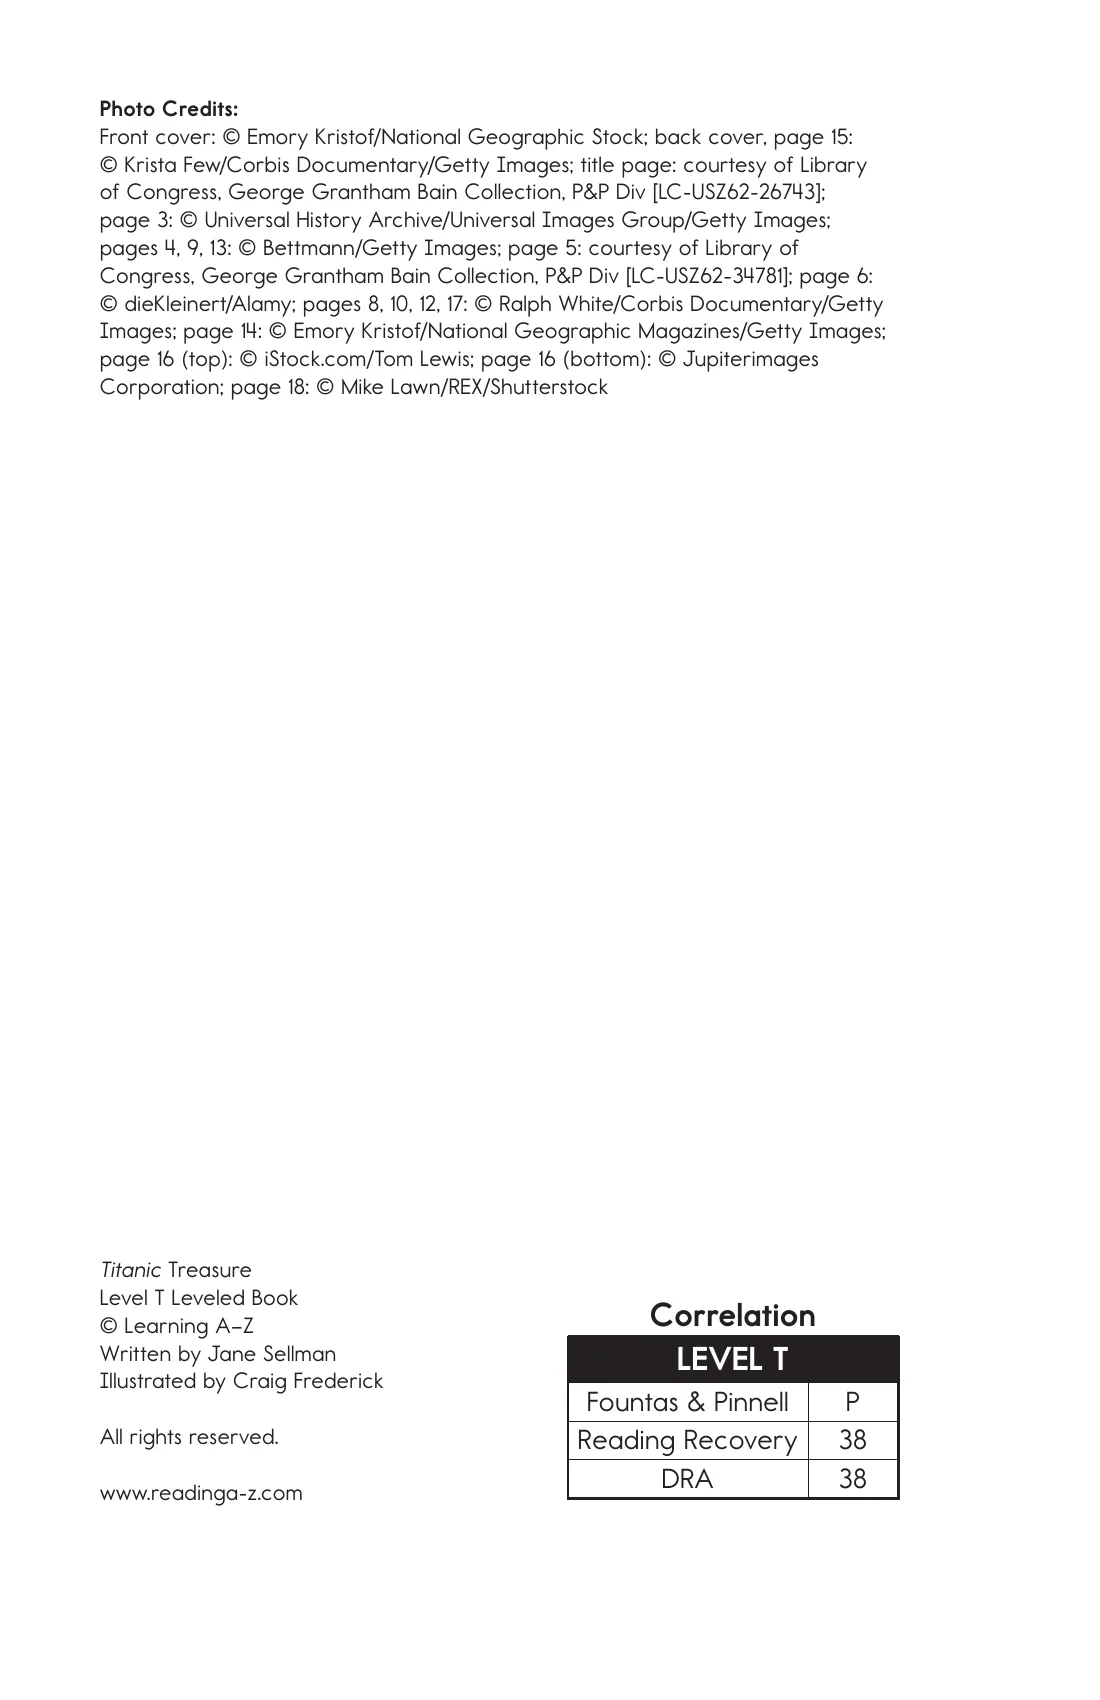 Photo Credits:
Front cover: © Emory Kristof/National Geographic Stock; back cover, page 15:
© Krista Few/Corbis Documentary/Getty Images; title page: courtesy of Library
of Congress, George Grantham Bain Collection, P&P Div [LC-USZ62-26743];
page 3: © Universal History Archive/Universal Images Group/Getty Images;
pages 4, 9, 13: © Bettmann/Getty Images; page 5: courtesy of Library of
Congress, George Grantham Bain Collection, P&P Div [LC-USZ62-34781]; page 6:
© dieKleinert/Alamy; pages 8, 10, 12, 17: © Ralph White/Corbis Documentary/Getty
Images; page 14: © Emory Kristof/National Geographic Magazines/Getty Images;
page 16 (top): © iStock.com/Tom Lewis; page 16 (bottom): © Jupiterimages
Corporation; page 18: © Mike Lawn/REX/Shutterstock
Titanic Treasure
Level T Leveled Book
© Learning A–Z
Written by Jane Sellman
Illustrated by Craig Frederick
All rights reserved.
www.readinga-z.com
Correlation
LEVEL T
Fountas & Pinnell P
Reading Recovery 38
DRA 38